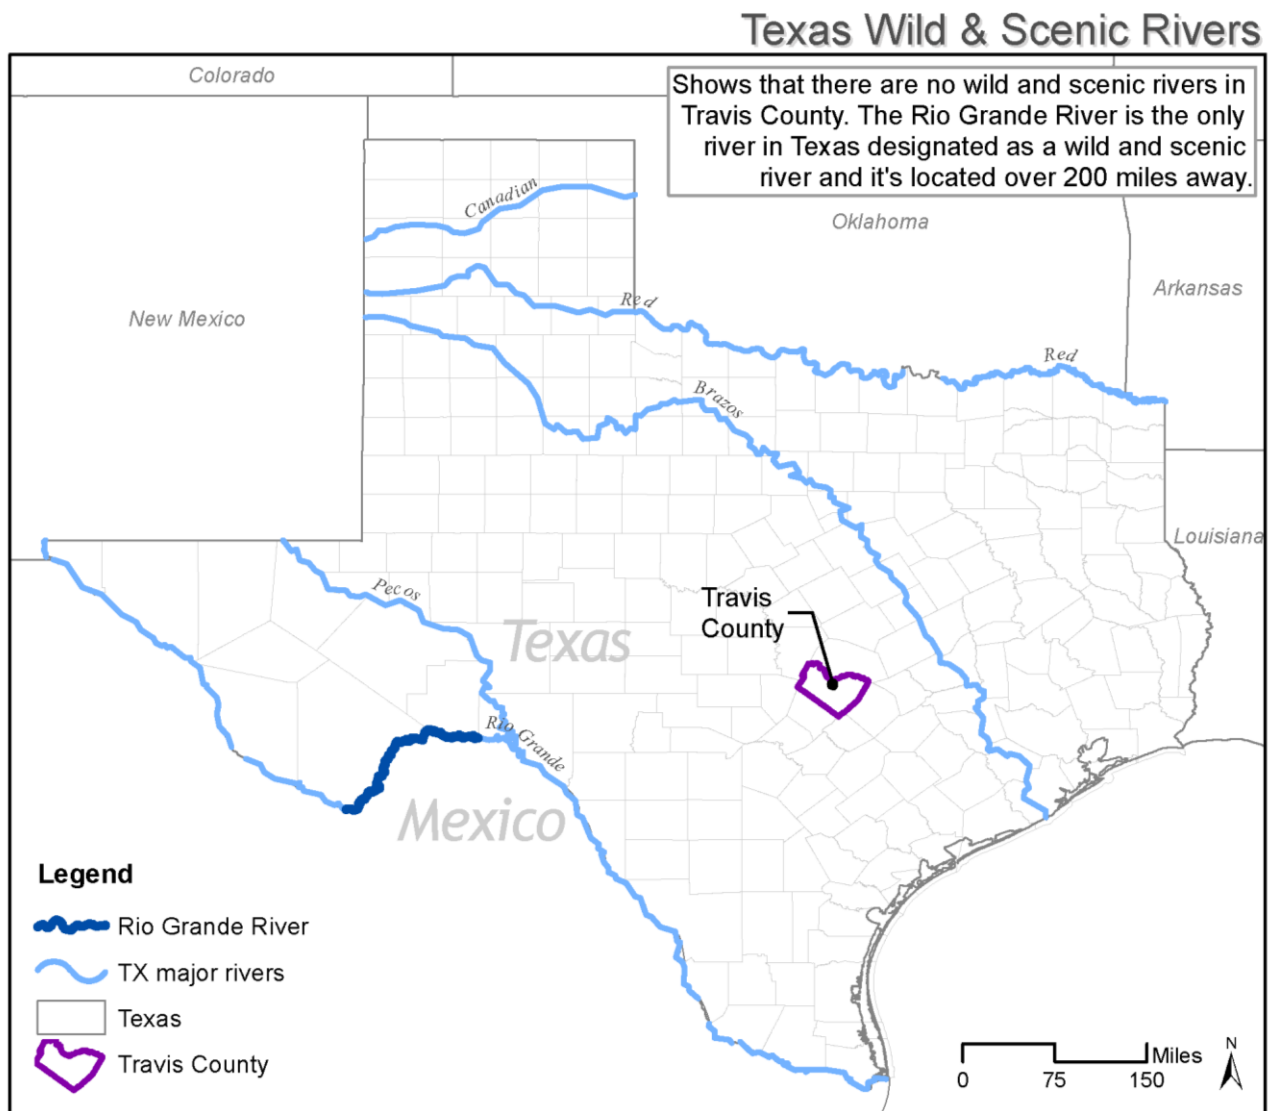 Texas Wild & Scenic Rivers
Colorado
Shows that there are no wild and scenic rivers in
Travis County. The Rio Grande River is the only
river in Texas designated as a wild and scenic
river and it's located over 200 miles away.
Canadian
Oklahoma
Arkansas
New Mexico
Red
Red
Brazos
Louisiana
Pecos
Travis
County
Texas
Rio Grande
Mexico
Legend
Rio Grande River
TX major rivers
Texas
Travis County
Miles
0 75 150
N